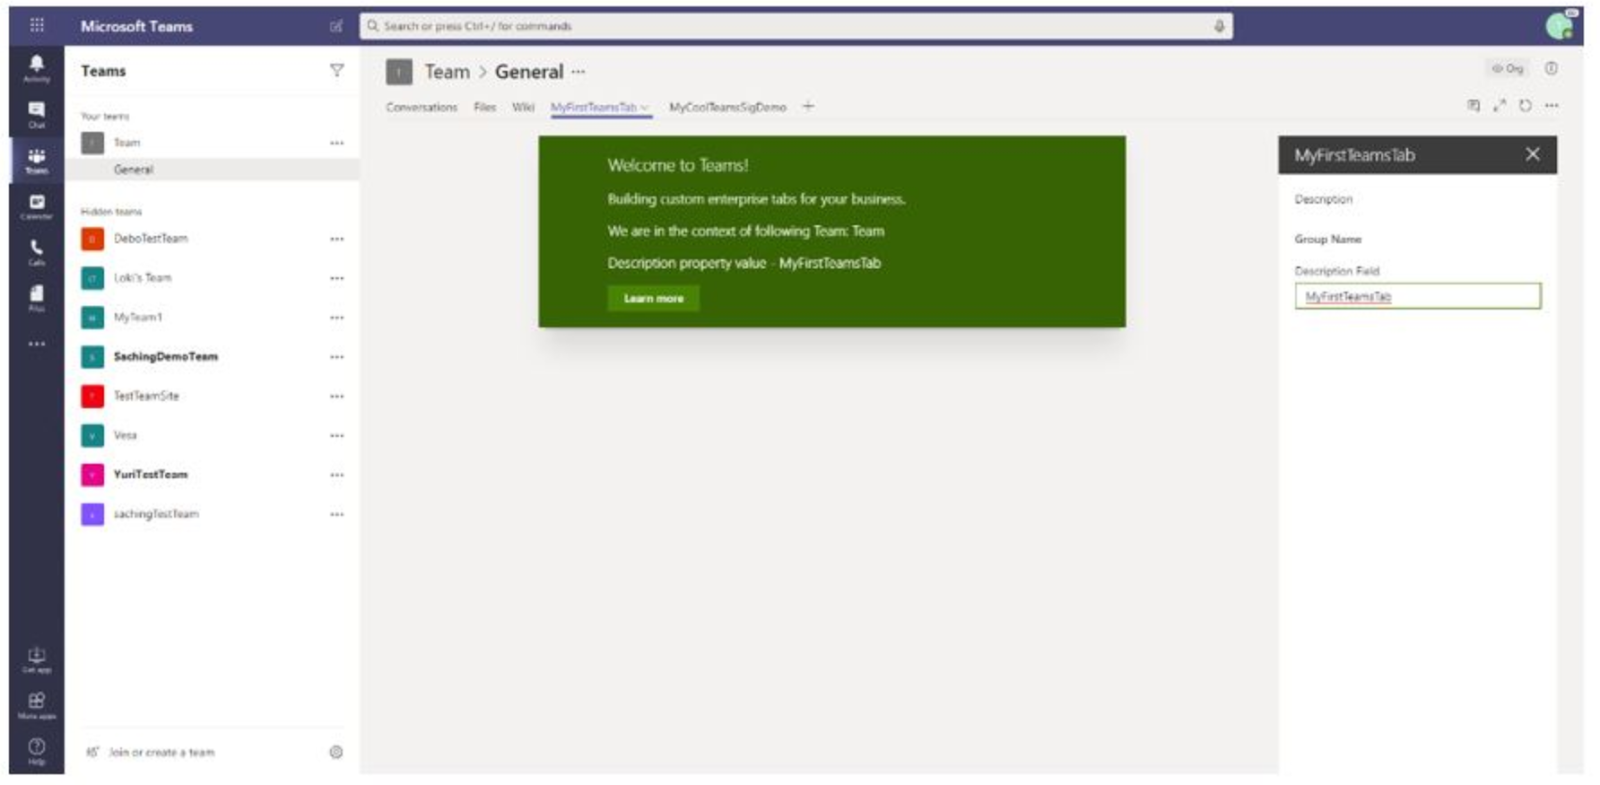 Microsoft Teams
Search or press Ctrl+/ for commands
Activity
Chat
Teams
Calendar
Calls
Files
Get app
More apps
Help
Teams
Your teams
Team
General
Hidden teams
DeboTestTeam
Loki's Team
MyTeam1
SachingDemoTeam
TestTeamSite
Vesa
YuriTestTeam
sachingTestTeam
Join or create a team
Team > General
Org
Conversations Files Wiki MyFirstTeamsTab MyCoolTeamsSigDemo
Welcome to Teams!
Building custom enterprise tabs for your business.
We are in the context of following Team: Team
Description property value - MyFirstTeamsTab
Learn more
MyFirstTeamsTab
Description
Group Name
Description Field
MyFirstTeamsTab